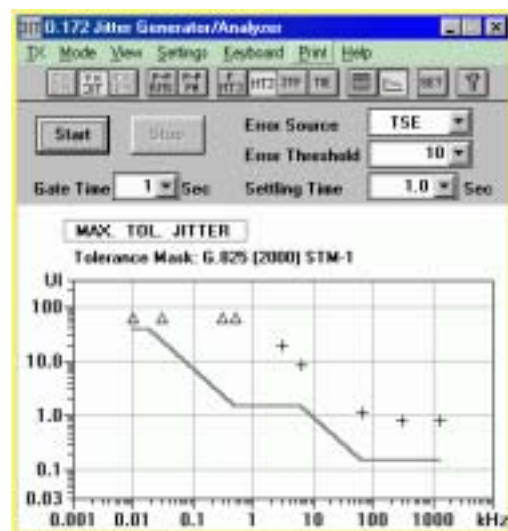 O.172 Jitter Generator/Analyzer
TX Mode View Settings Keyboard Print Help
HT2 TIE SET ?
Start Stop Error Source TSE
Error Threshold 10
Gate Time 1 Sec Settling Time 1.0 Sec
MAX. TOL. JITTER
Tolerance Mask: G.825 (2000) STM-1
UI
100
10.0
1.0
0.1
0.03
0.001 0.01 0.1 1 10 100 1000 kHz